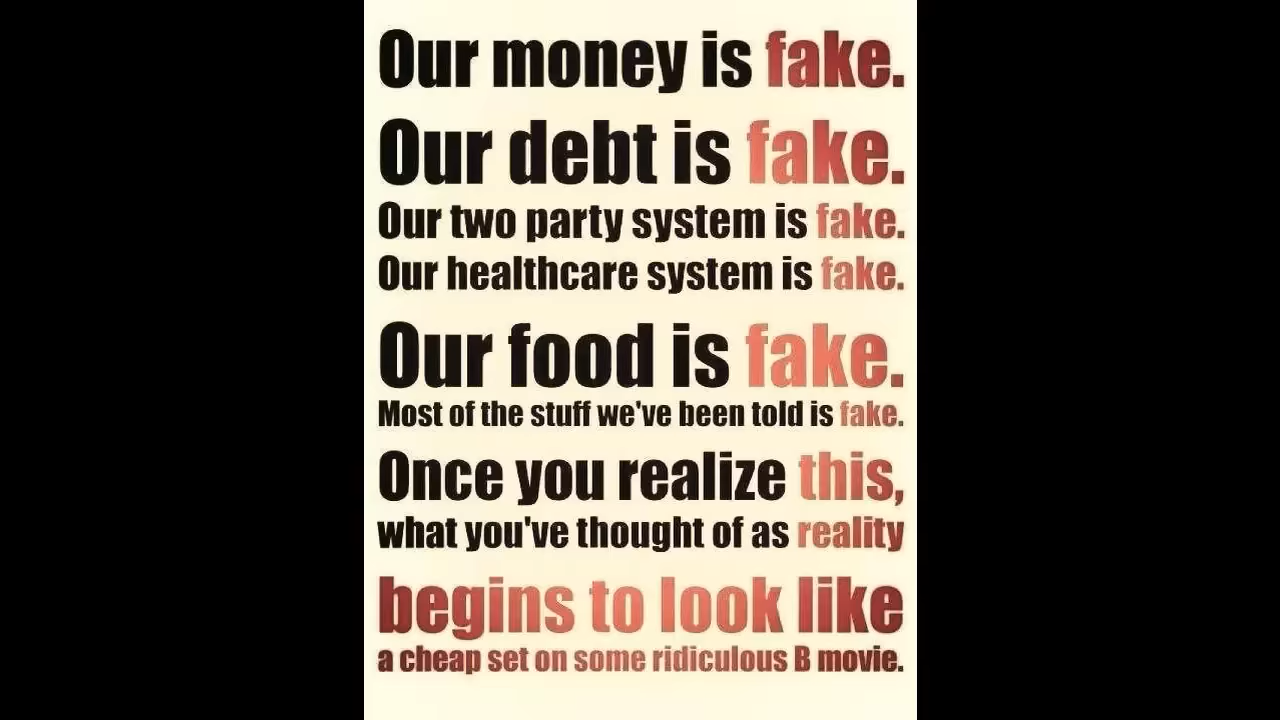 Our money is fake.
Our debt is fake.
Our two party system is fake.
Our healthcare system is fake.
Our food is fake.
Most of the stuff we've been told is fake.
Once you realize this,
what you've thought of as reality
begins to look like
a cheap set on some ridiculous B movie.